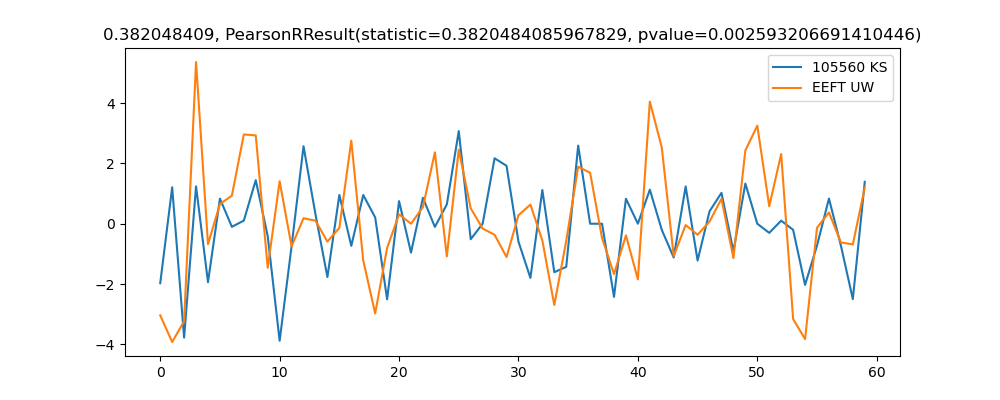 0.382048409, PearsonRResult(statistic=0.3820484085967829, pvalue=0.002593206691410446)
105560 KS
EEFT UW
4
2
0
−2
−4
0 10 20 30 40 50 60